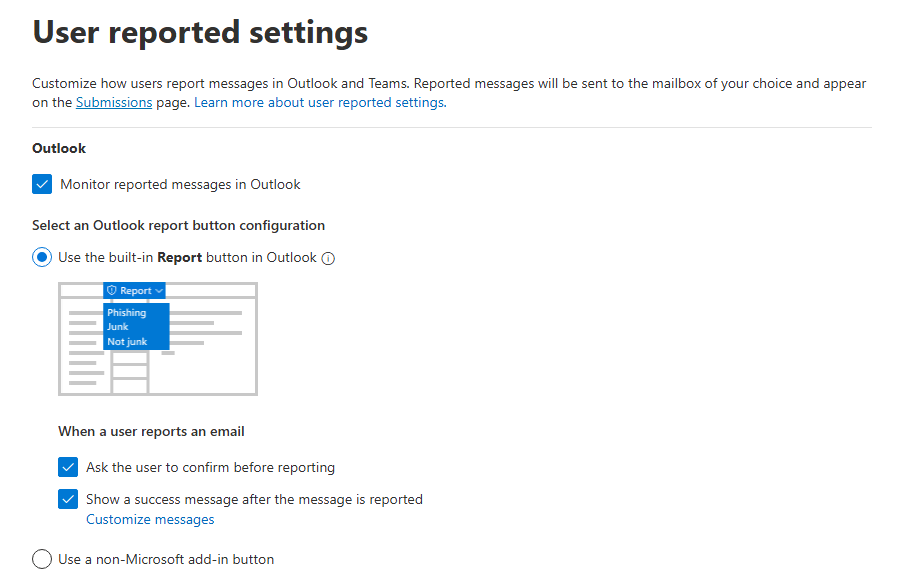 User reported settings
Customize how users report messages in Outlook and Teams. Reported messages will be sent to the mailbox of your choice and appear
on the Submissions page. Learn more about user reported settings.
Outlook
Monitor reported messages in Outlook
Select an Outlook report button configuration
Use the built-in Report button in Outlook
Report
Phishing
Junk
Not junk
When a user reports an email
Ask the user to confirm before reporting
Show a success message after the message is reported
Customize messages
Use a non-Microsoft add-in button